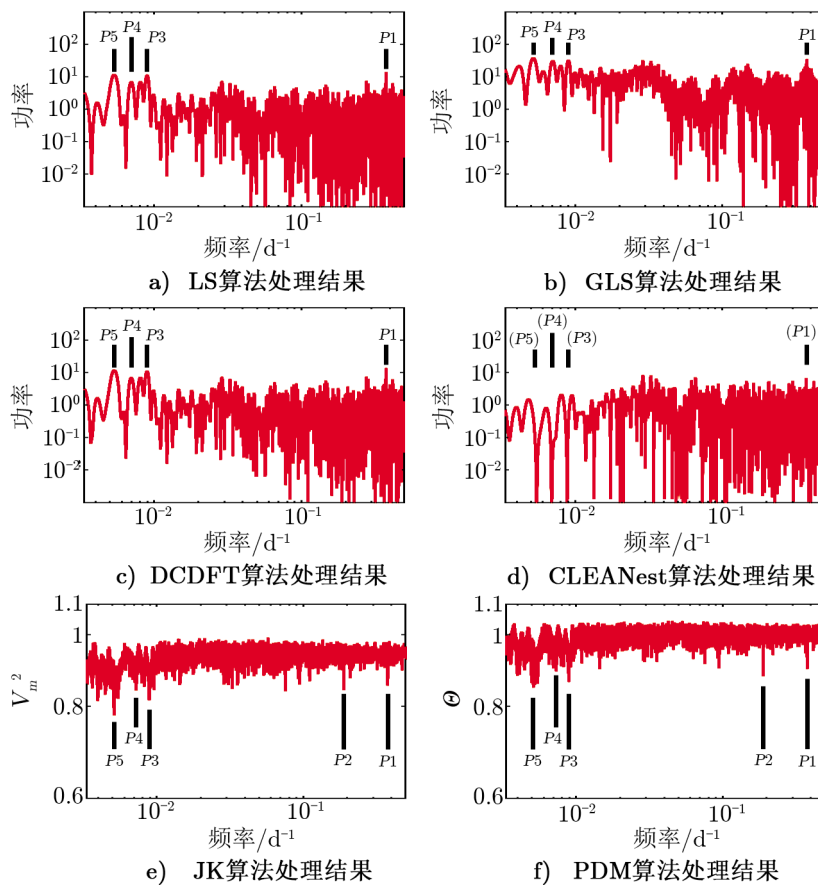 P5 P4 P3 P1
10² 10¹ 10⁰ 10⁻¹ 10⁻²
功率
10⁻² 10⁻¹
频率/d⁻¹
a) LS算法处理结果
P5 P4 P3 P1
10² 10¹ 10⁰ 10⁻¹ 10⁻²
功率
10⁻² 10⁻¹
频率/d⁻¹
b) GLS算法处理结果
P5 P4 P3 P1
10² 10¹ 10⁰ 10⁻¹ 10⁻²
功率
10⁻² 10⁻¹
频率/d⁻¹
c) DCDFT算法处理结果
(P5) (P4) (P3) (P1)
10² 10¹ 10⁰ 10⁻¹ 10⁻²
功率
10⁻² 10⁻¹
频率/d⁻¹
d) CLEANest算法处理结果
1.1 1 0.8 0.6
Vₘ²
P5 P4 P3 P2 P1
10⁻² 10⁻¹
频率/d⁻¹
e) JK算法处理结果
1.1 1 0.8 0.6
Θ
P5 P4 P3 P2 P1
10⁻² 10⁻¹
频率/d⁻¹
f) PDM算法处理结果